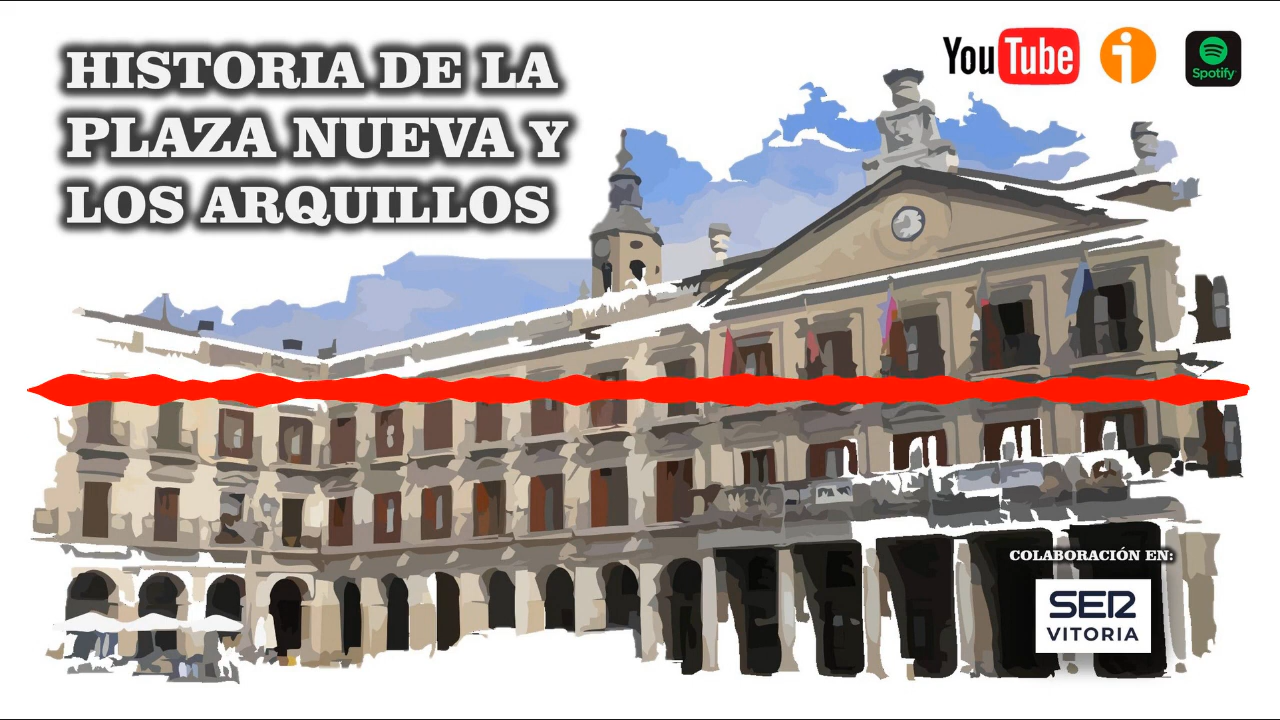 HISTORIA DE LA
PLAZA NUEVA Y
LOS ARQUILLOS
YouTube
i
Spotify
COLABORACIÓN EN:
SER
VITORIA